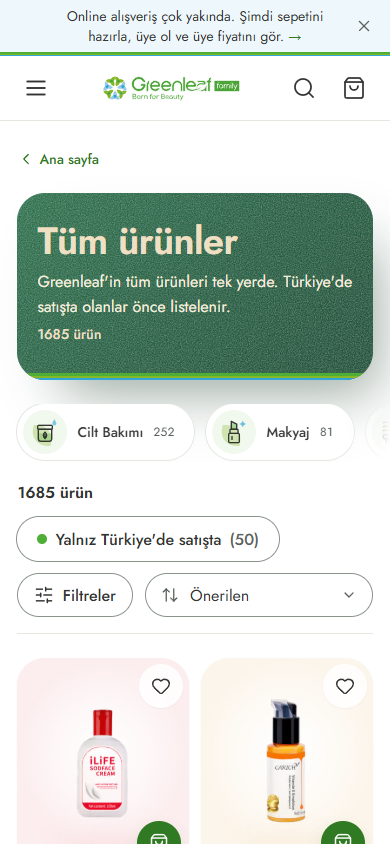 Online alışveriş çok yakında. Şimdi sepetini
hazırla, üye ol ve üye fiyatını gör. →
Greenleaf family
Born for Beauty
Ana sayfa
Tüm ürünler
Greenleaf'in tüm ürünleri tek yerde. Türkiye'de
satışta olanlar önce listelenir.
1685 ürün
Cilt Bakımı 252
Makyaj 81
1685 ürün
Yalnız Türkiye'de satışta (50)
Filtreler
Önerilen
iLiFE
SODFACE
CREAM
CARICH